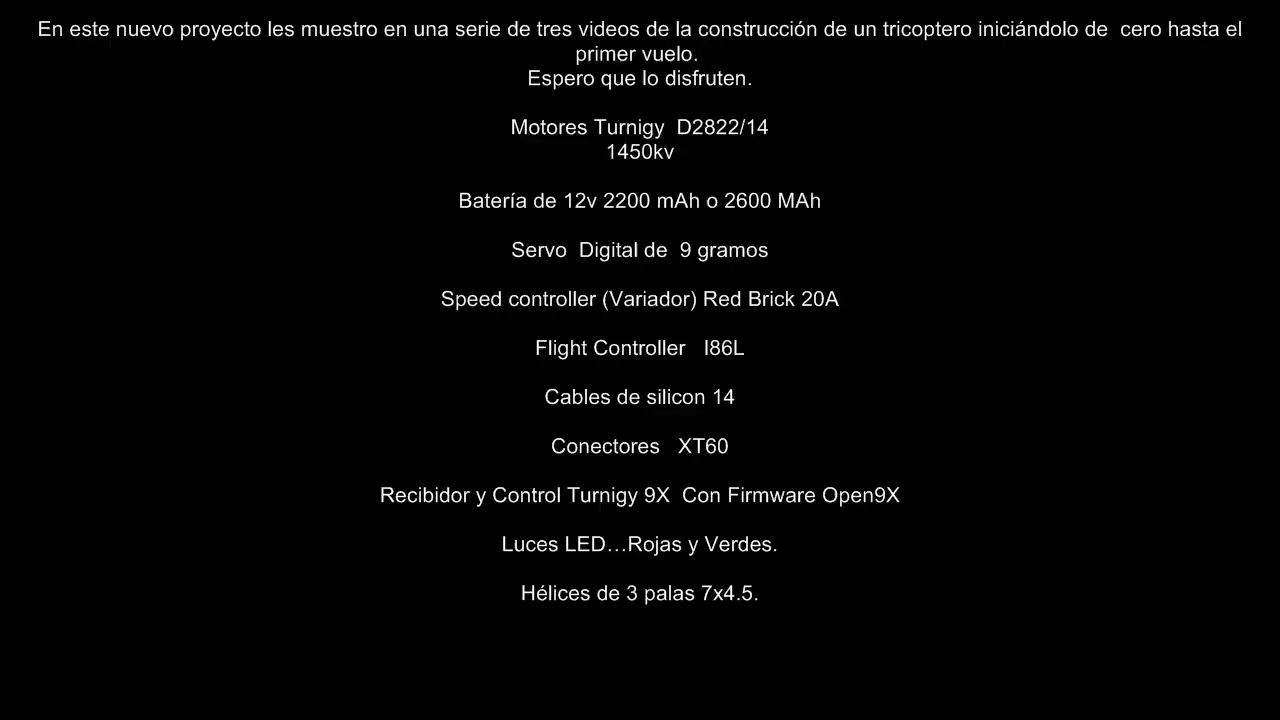 En este nuevo proyecto les muestro en una serie de tres videos de la construcción de un tricoptero iniciándolo de  cero hasta el
primer vuelo.
Espero que lo disfruten.
Motores Turnigy  D2822/14
1450kv
Batería de 12v 2200 mAh o 2600 MAh
Servo  Digital de  9 gramos
Speed controller (Variador) Red Brick 20A
Flight Controller   I86L
Cables de silicon 14
Conectores   XT60
Recibidor y Control Turnigy 9X  Con Firmware Open9X
Luces LED…Rojas y Verdes.
Hélices de 3 palas 7x4.5.